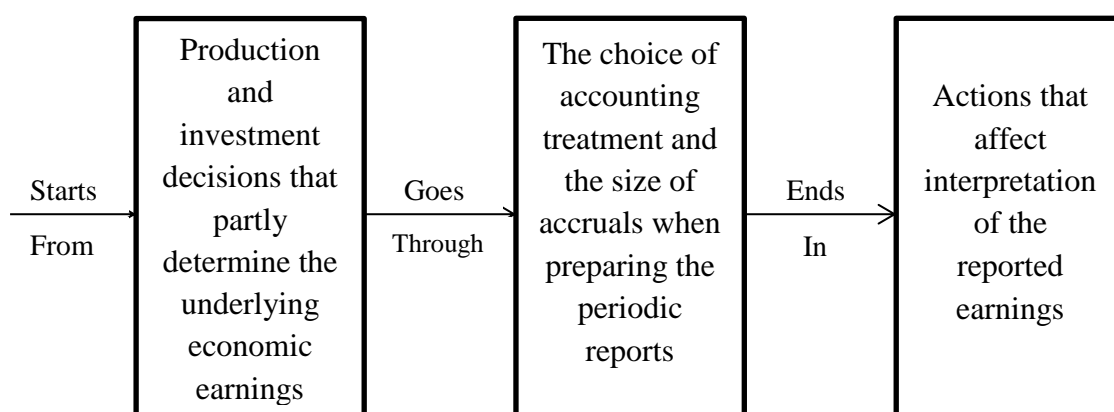 Starts
From
Production
and
investment
decisions that
partly
determine the
underlying
economic
earnings
Goes
Through
The choice of
accounting
treatment and
the size of
accruals when
preparing the
periodic
reports
Ends
In
Actions that
affect
interpretation
of the
reported
earnings